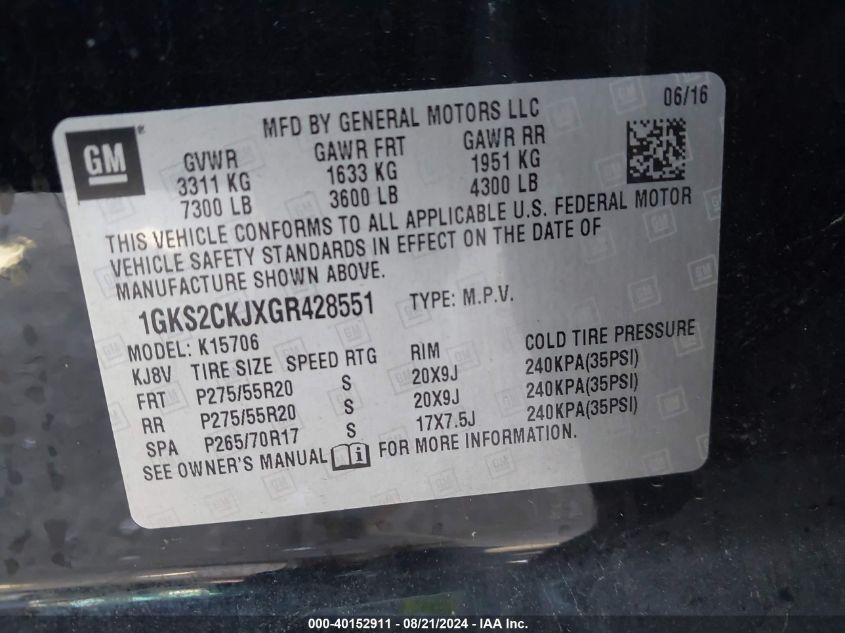 MFD BY GENERAL MOTORS LLC 06/16
GM
GVWR GAWR FRT GAWR RR
3311 KG 1633 KG 1951 KG
7300 LB 3600 LB 4300 LB
THIS VEHICLE CONFORMS TO ALL APPLICABLE U.S. FEDERAL MOTOR
VEHICLE SAFETY STANDARDS IN EFFECT ON THE DATE OF
MANUFACTURE SHOWN ABOVE.
1GKS2CKJXGR428551 TYPE: M.P.V.
MODEL: K15706
KJ8V TIRE SIZE SPEED RTG RIM COLD TIRE PRESSURE
FRT P275/55R20 S 20X9J 240KPA(35PSI)
RR P275/55R20 S 20X9J 240KPA(35PSI)
SPA P265/70R17 S 17X7.5J 240KPA(35PSI)
SEE OWNER'S MANUAL FOR MORE INFORMATION.
000-40152911 - 08/21/2024 - IAA Inc.